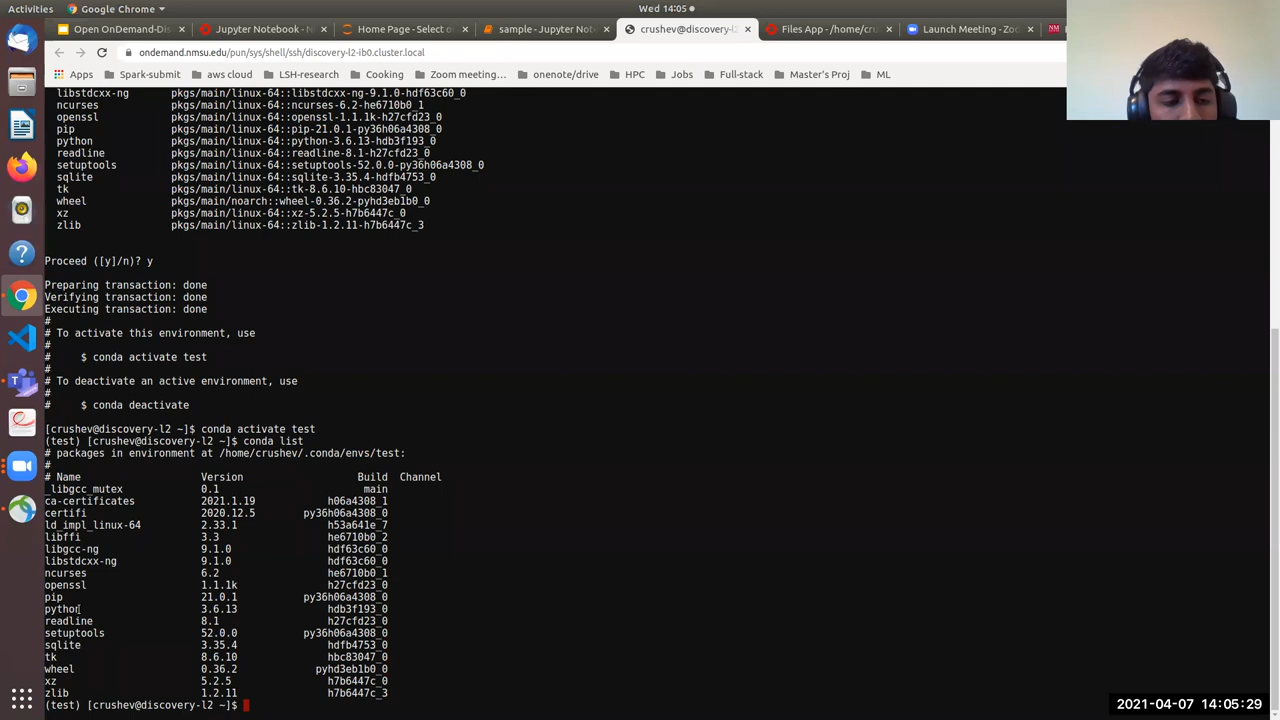 Activities
Google Chrome
Wed 14:05
Open OnDemand-Dis
Jupyter Notebook - N
Home Page - Select o
sample - Jupyter Note
crushev@discovery-l2
Files App - /home/cru
Launch Meeting - Zoo
ondemand.nmsu.edu/pun/sys/shell/ssh/discovery-l2-ib0.cluster.local
Apps
Spark-submit
aws cloud
LSH-research
Cooking
Zoom meeting...
onenote/drive
HPC
Jobs
Full-stack
Master's Proj
ML
libstdcxx-ng pkgs/main/linux-64::libstdcxx-ng-9.1.0-hdf63c60_0
ncurses pkgs/main/linux-64::ncurses-6.2-he6710b0_1
openssl pkgs/main/linux-64::openssl-1.1.1k-h27cfd23_0
pip pkgs/main/linux-64::pip-21.0.1-py36h06a4308_0
python pkgs/main/linux-64::python-3.6.13-hdb3f193_0
readline pkgs/main/linux-64::readline-8.1-h27cfd23_0
setuptools pkgs/main/linux-64::setuptools-52.0.0-py36h06a4308_0
sqlite pkgs/main/linux-64::sqlite-3.35.4-hdfb4753_0
tk pkgs/main/linux-64::tk-8.6.10-hbc83047_0
wheel pkgs/main/noarch::wheel-0.36.2-pyhd3eb1b0_0
xz pkgs/main/linux-64::xz-5.2.5-h7b6447c_0
zlib pkgs/main/linux-64::zlib-1.2.11-h7b6447c_3
Proceed ([y]/n)? y
Preparing transaction: done
Verifying transaction: done
Executing transaction: done
#
# To activate this environment, use
#
# $ conda activate test
#
# To deactivate an active environment, use
#
# $ conda deactivate
[crushev@discovery-l2 ~]$ conda activate test
(test) [crushev@discovery-l2 ~]$ conda list
# packages in environment at /home/crushev/.conda/envs/test:
#
# Name Version Build Channel
_libgcc_mutex 0.1 main
ca-certificates 2021.1.19 h06a4308_1
certifi 2020.12.5 py36h06a4308_0
ld_impl_linux-64 2.33.1 h53a641e_7
libffi 3.3 he6710b0_2
libgcc-ng 9.1.0 hdf63c60_0
libstdcxx-ng 9.1.0 hdf63c60_0
ncurses 6.2 he6710b0_1
openssl 1.1.1k h27cfd23_0
pip 21.0.1 py36h06a4308_0
python 3.6.13 hdb3f193_0
readline 8.1 h27cfd23_0
setuptools 52.0.0 py36h06a4308_0
sqlite 3.35.4 hdfb4753_0
tk 8.6.10 hbc83047_0
wheel 0.36.2 pyhd3eb1b0_0
xz 5.2.5 h7b6447c_0
zlib 1.2.11 h7b6447c_3
(test) [crushev@discovery-l2 ~]$
2021-04-07 14:05:29